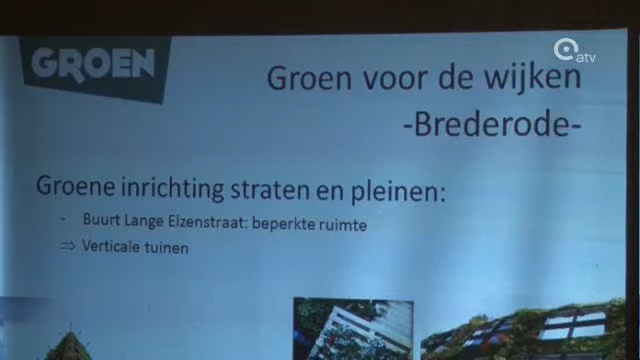 GROEN
atv
Groen voor de wijken
-Brederode-
Groene inrichting straten en pleinen:
- Buurt Lange Elzenstraat: beperkte ruimte
⇒ Verticale tuinen